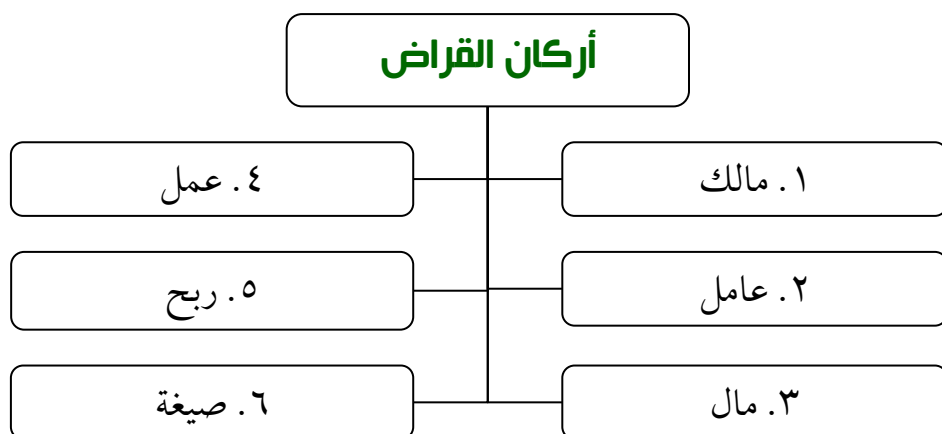 أركان القراض
١. مالك
٢. عامل
٣. مال
٤. عمل
٥. ربح
٦. صيغة